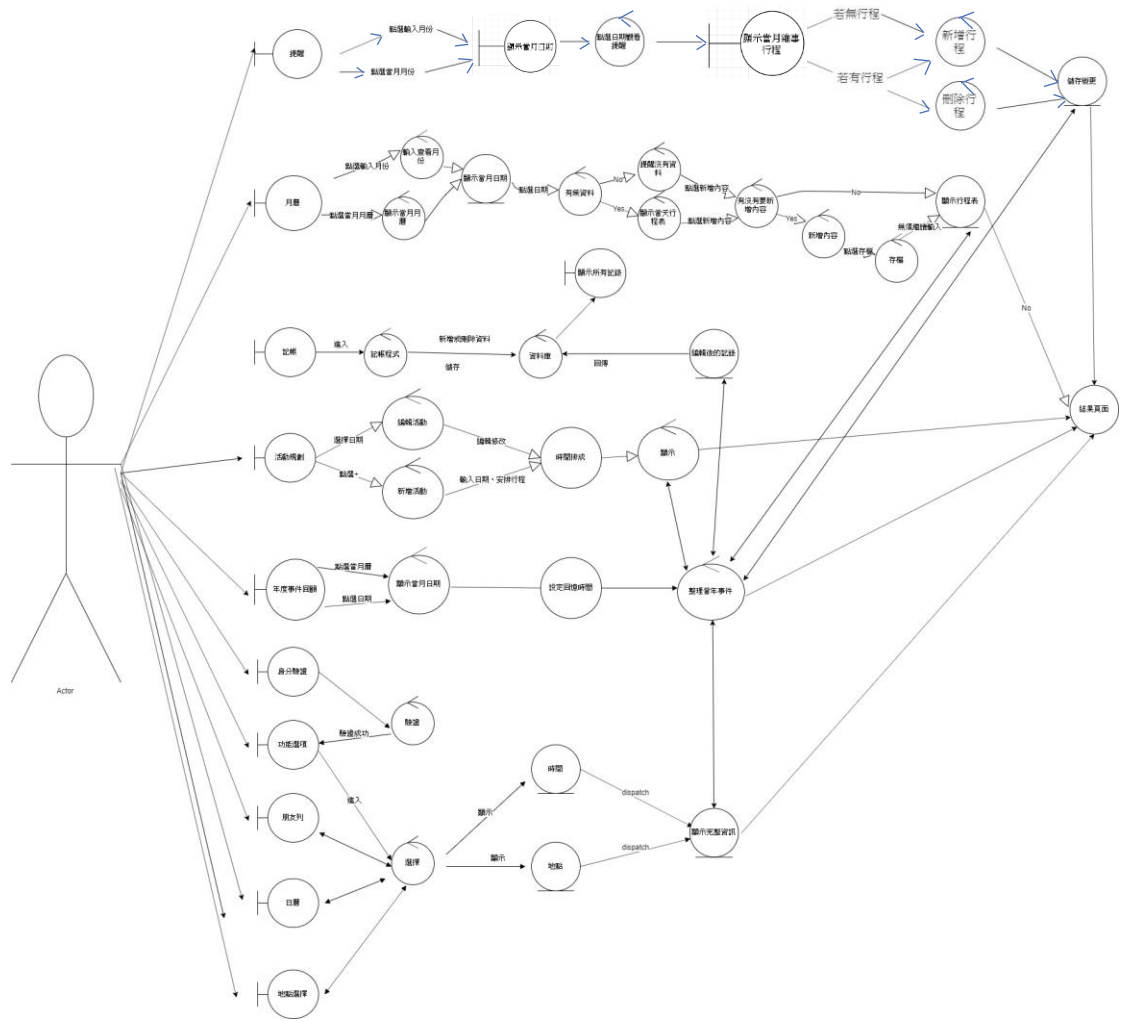 點選輸入月份
提醒
點選當月月份
顯示當月日期
點選日期觀看
提醒
顯示當月瑣事
行程
若無行程
若有行程
新增行
程
刪除行
程
儲存變更
點選輸入月份
輸入查看月
份
月曆
點選當月月曆
顯示當月月
曆
顯示當月日期
點選日期
有無資料
No
Yes
提醒沒有資
料
顯示當天行
程表
點選新增內容
點選新增內容
有沒有要新
增內容
No
Yes
新增內容
點選存檔
存檔
無須繼續輸入
顯示行程表
No
顯示所有記錄
記帳
進入
記帳程式
新增或刪除資料
儲存
資料庫
回傳
編輯後的記錄
結果頁面
活動規劃
選擇日期
點選+
編輯活動
新增活動
編輯修改
輸入日期、安排行程
時間排成
顯示
年度事件回顧
點選當月曆
點選日期
顯示當月日期
設定回憶時間
整理當年事件
Actor
身分驗證
驗證
驗證成功
功能選項
進入
朋友列
日曆
地點選擇
選擇
顯示
顯示
時間
地點
dispatch
dispatch
顯示完整資訊